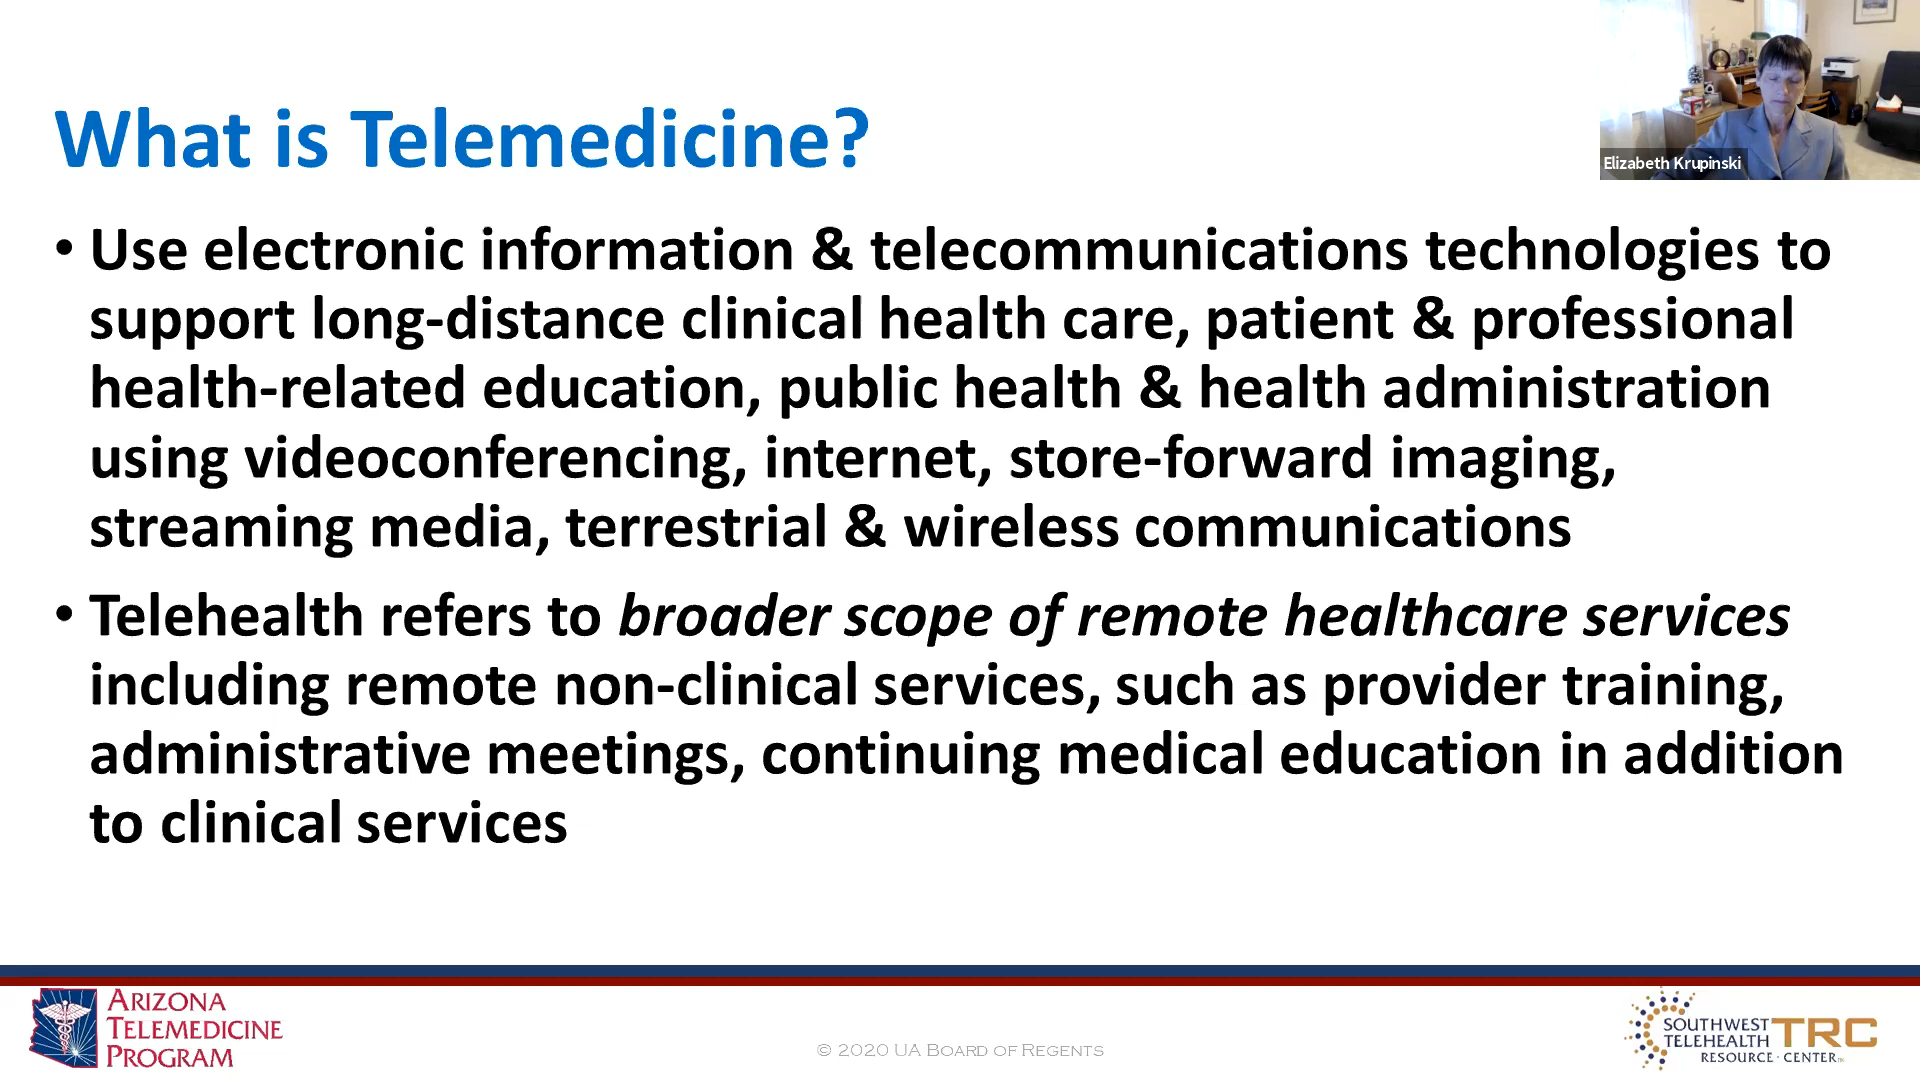 What is Telemedicine?
Elizabeth Krupinski
• Use electronic information & telecommunications technologies to
support long-distance clinical health care, patient & professional
health-related education, public health & health administration
using videoconferencing, internet, store-forward imaging,
streaming media, terrestrial & wireless communications
• Telehealth refers to broader scope of remote healthcare services
including remote non-clinical services, such as provider training,
administrative meetings, continuing medical education in addition
to clinical services
ARIZONA
TELEMEDICINE
PROGRAM
© 2020 UA BOARD OF REGENTS
SOUTHWEST
TELEHEALTH
TRC
RESOURCE · CENTER